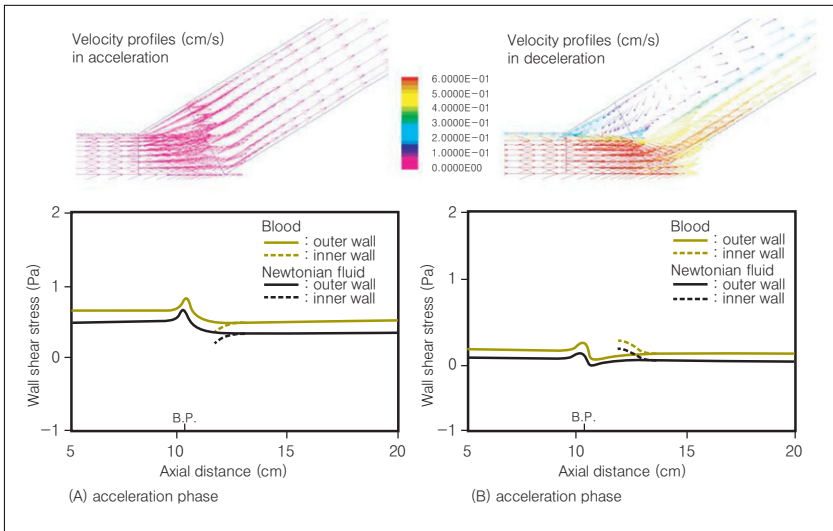 Velocity profiles (cm/s)
in acceleration
6.0000E-01
5.0000E-01
4.0000E-01
3.0000E-01
2.0000E-01
1.0000E-01
0.0000E00
Velocity profiles (cm/s)
in deceleration
Wall shear stress (Pa)
2
1
0
−1
Blood
: outer wall
: inner wall
Newtonian fluid
: outer wall
: inner wall
B.P.
5
10
15
20
Axial distance (cm)
(A) acceleration phase
Wall shear stress (Pa)
2
1
0
−1
Blood
: outer wall
: inner wall
Newtonian fluid
: outer wall
: inner wall
B.P.
5
10
15
20
Axial distance (cm)
(B) acceleration phase